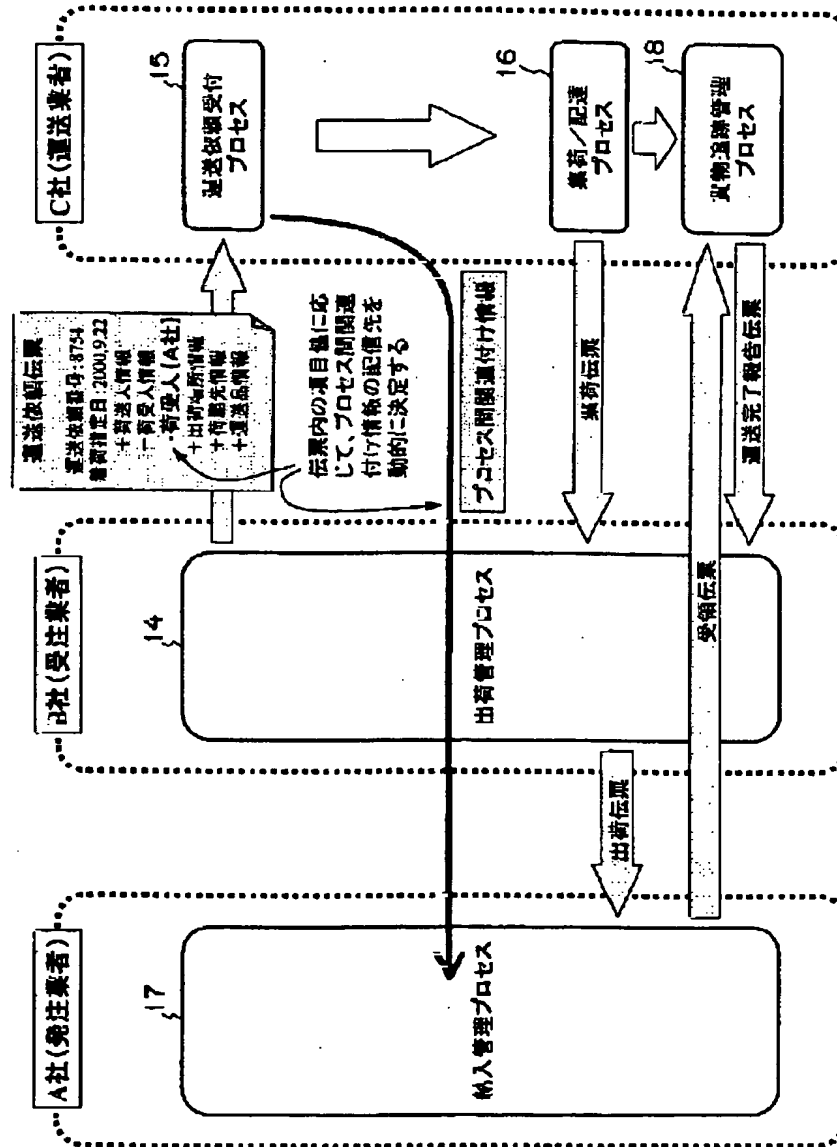 A社(発注業者)
B社(受注業者)
C社(運送業者)
17
納入管理プロセス
14
出荷管理プロセス
運送依頼伝票
運送依頼番号:8754
着荷指定日:2000.9.22
+荷送人情報
-荷受人情報
-荷受人{A社}
+出荷場所情報
+荷届先情報
+運送品情報
伝票内の項目値に応
じて、プロセス間関連
付け情報の配信先を
動的に決定する
プロセス間関連付け情報
15
運送依頼受付
プロセス
16
集荷/配達
プロセス
18
貨物追跡管理
プロセス
集荷伝票
出荷伝票
受領伝票
運送完了報告伝票